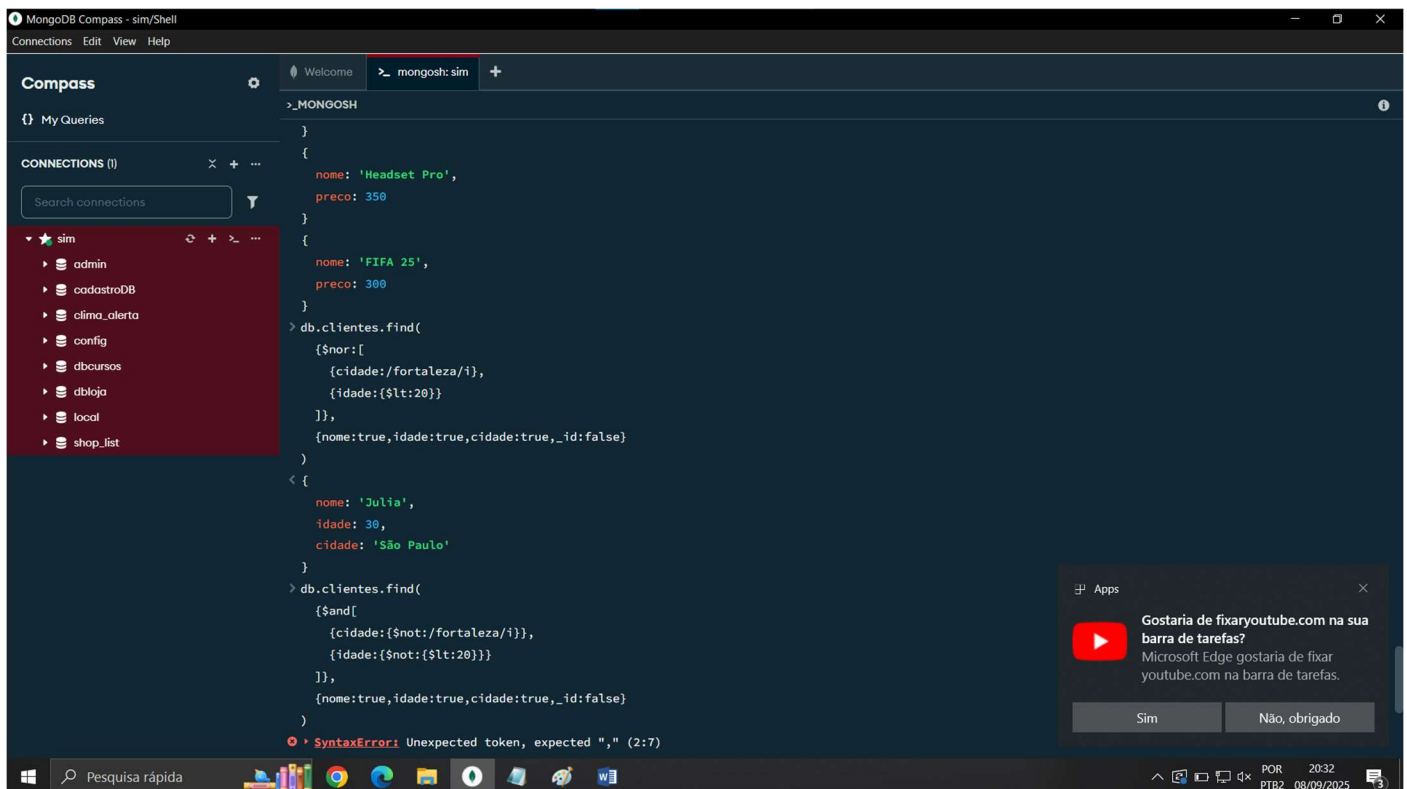 MongoDB Compass - sim/Shell
Connections Edit View Help
Compass
{} My Queries
CONNECTIONS (1)
Search connections
sim
admin
cadastroDB
clima_alerta
config
dbcursos
dbloja
local
shop_list
Welcome
>_ mongosh: sim
>_MONGOSH
}
{
nome: 'Headset Pro',
preco: 350
}
{
nome: 'FIFA 25',
preco: 300
}
> db.clientes.find(
{$nor:[
{cidade:/fortaleza/i},
{idade:{$lt:20}}
]},
{nome:true,idade:true,cidade:true,_id:false}
)
< {
nome: 'Julia',
idade: 30,
cidade: 'São Paulo'
}
> db.clientes.find(
{$and[
{cidade:{$not:/fortaleza/i}},
{idade:{$not:{$lt:20}}}
]},
{nome:true,idade:true,cidade:true,_id:false}
)
SyntaxError: Unexpected token, expected "," (2:7)
Apps
Gostaria de fixaryoutube.com na sua
barra de tarefas?
Microsoft Edge gostaria de fixar
youtube.com na barra de tarefas.
Sim
Não, obrigado
Pesquisa rápida
POR
PTB2
20:32
08/09/2025
3